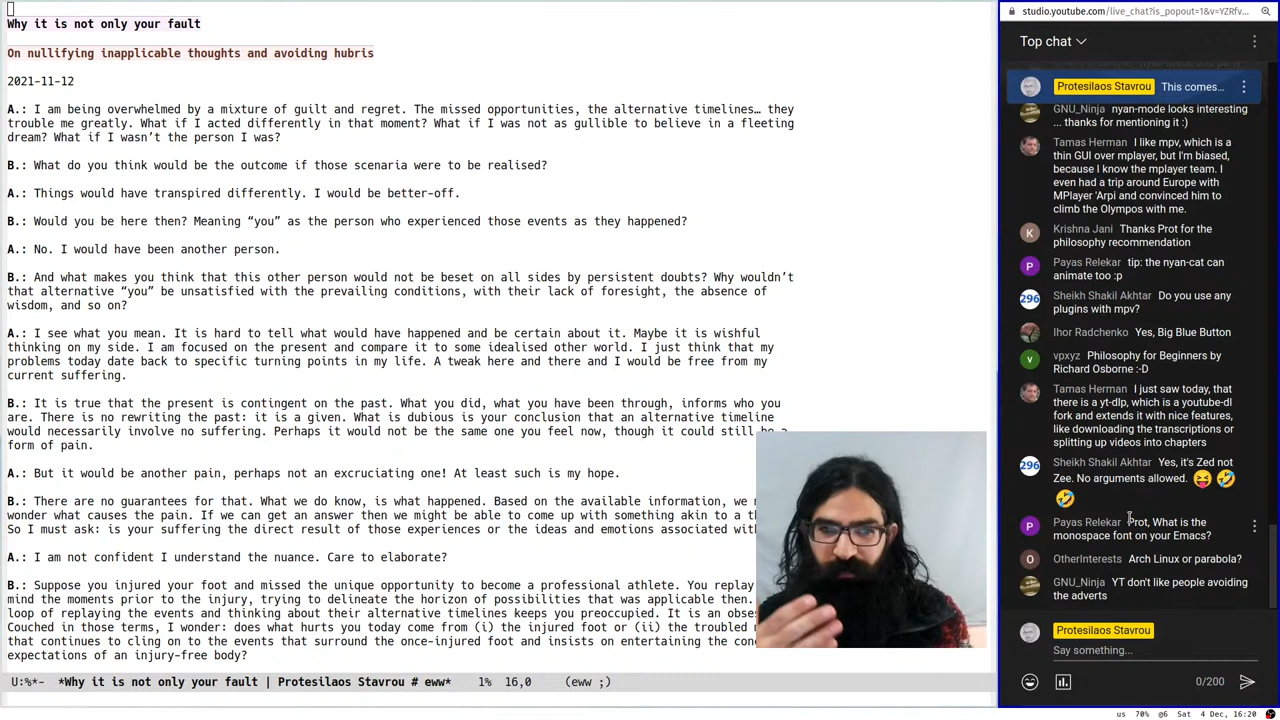 Why it is not only your fault
On nullifying inapplicable thoughts and avoiding hubris
2021-11-12
A.: I am being overwhelmed by a mixture of guilt and regret. The missed opportunities, the alternative timelines… they
trouble me greatly. What if I acted differently in that moment? What if I was not as gullible to believe in a fleeting
dream? What if I wasn’t the person I was?
B.: What do you think would be the outcome if those scenaria were to be realised?
A.: Things would have transpired differently. I would be better-off.
B.: Would you be here then? Meaning “you” as the person who experienced those events as they happened?
A.: No. I would have been another person.
B.: And what makes you think that this other person would not be beset on all sides by persistent doubts? Why wouldn’t
that alternative “you” be unsatisfied with the prevailing conditions, with their lack of foresight, the absence of
wisdom, and so on?
A.: I see what you mean. It is hard to tell what would have happened and be certain about it. Maybe it is wishful
thinking on my side. I am focused on the present and compare it to some idealised other world. I just think that my
problems today date back to specific turning points in my life. A tweak here and there and I would be free from my
current suffering.
B.: It is true that the present is contingent on the past. What you did, what you have been through, informs who you
are. There is no rewriting the past: it is a given. What is dubious is your conclusion that an alternative timeline
would necessarily involve no suffering. Perhaps it would not be the same one you feel now, though it could still be a
form of pain.
A.: But it would be another pain, perhaps not an excruciating one! At least such is my hope.
B.: There are no guarantees for that. What we do know, is what happened. Based on the available information, we
wonder what causes the pain. If we can get an answer then we might be able to come up with something akin to a
So I must ask: is your suffering the direct result of those experiences or the ideas and emotions associated
A.: I am not confident I understand the nuance. Care to elaborate?
B.: Suppose you injured your foot and missed the unique opportunity to become a professional athlete. You replay
mind the moments prior to the injury, trying to delineate the horizon of possibilities that was applicable then.
loop of replaying the events and thinking about their alternative timelines keeps you preoccupied. It is an
Couched in those terms, I wonder: does what hurts you today come from (i) the injured foot or (ii) the troubled
that continues to cling on to the events that surround the once-injured foot and insists on entertaining the
expectations of an injury-free body?
U:%*- *Why it is not only your fault | Protesilaos Stavrou # eww* 1% 16,0 (eww ;)
studio.youtube.com/live_chat?is_popout=1&v=YZRfv…
Top chat
Protesilaos Stavrou This comes…
GNU_Ninja nyan-mode looks interesting
... thanks for mentioning it :)
Tamas Herman I like mpv, which is a
thin GUI over mplayer, but I'm biased,
because I know the mplayer team. I
even had a trip around Europe with
MPlayer 'Arpi and convinced him to
climb the Olympos with me.
Krishna Jani Thanks Prot for the
philosophy recommendation
Payas Relekar tip: the nyan-cat can
animate too :p
Sheikh Shakil Akhtar Do you use any
plugins with mpv?
Ihor Radchenko Yes, Big Blue Button
vpxyz Philosophy for Beginners by
Richard Osborne :-D
Tamas Herman I just saw today, that
there is a yt-dlp, which is a youtube-dl
fork and extends it with nice features,
like downloading the transcriptions or
splitting up videos into chapters
Sheikh Shakil Akhtar Yes, it's Zed not
Zee. No arguments allowed. 😝 🤣
🤣
Payas Relekar Prot, What is the
monospace font on your Emacs?
OtherInterests Arch Linux or parabola?
GNU_Ninja YT don't like people avoiding
the adverts
Protesilaos Stavrou
Say something...
0/200
us 70% @6 Sat 4 Dec, 16:20